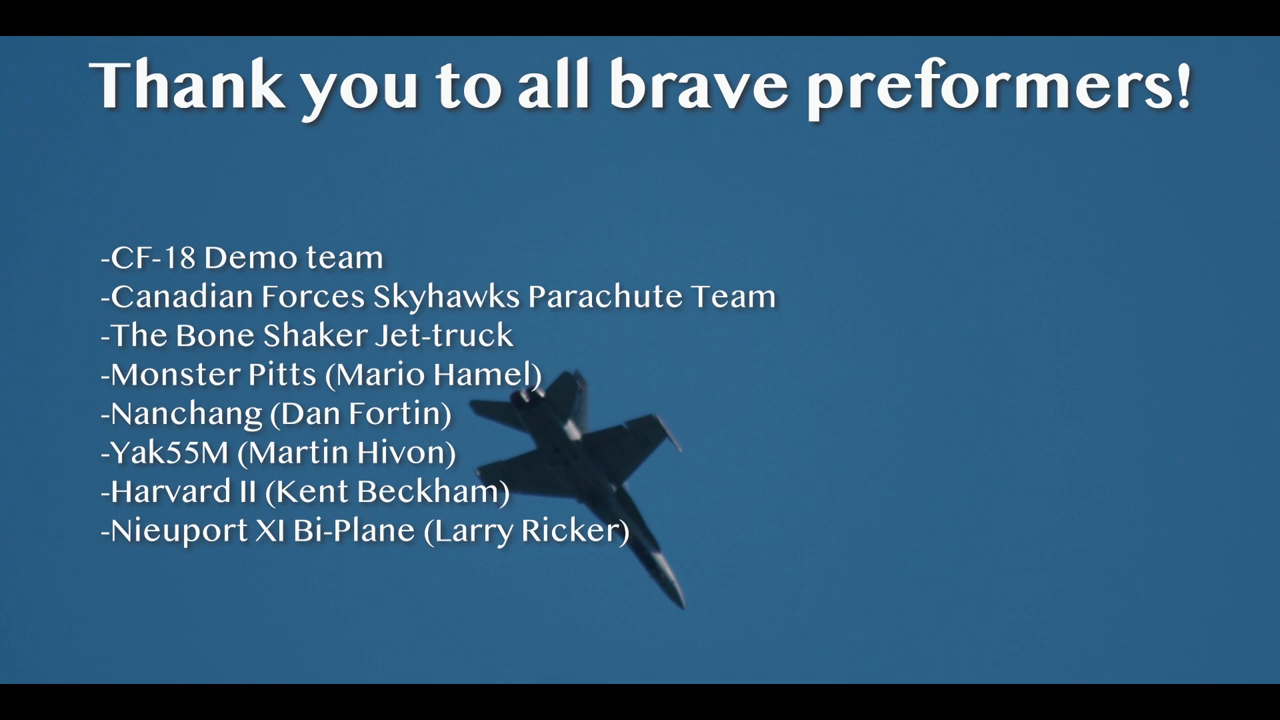 Thank you to all brave preformers!
-CF-18 Demo team
-Canadian Forces Skyhawks Parachute Team
-The Bone Shaker Jet-truck
-Monster Pitts (Mario Hamel)
-Nanchang (Dan Fortin)
-Yak55M (Martin Hivon)
-Harvard II (Kent Beckham)
-Nieuport XI Bi-Plane (Larry Ricker)